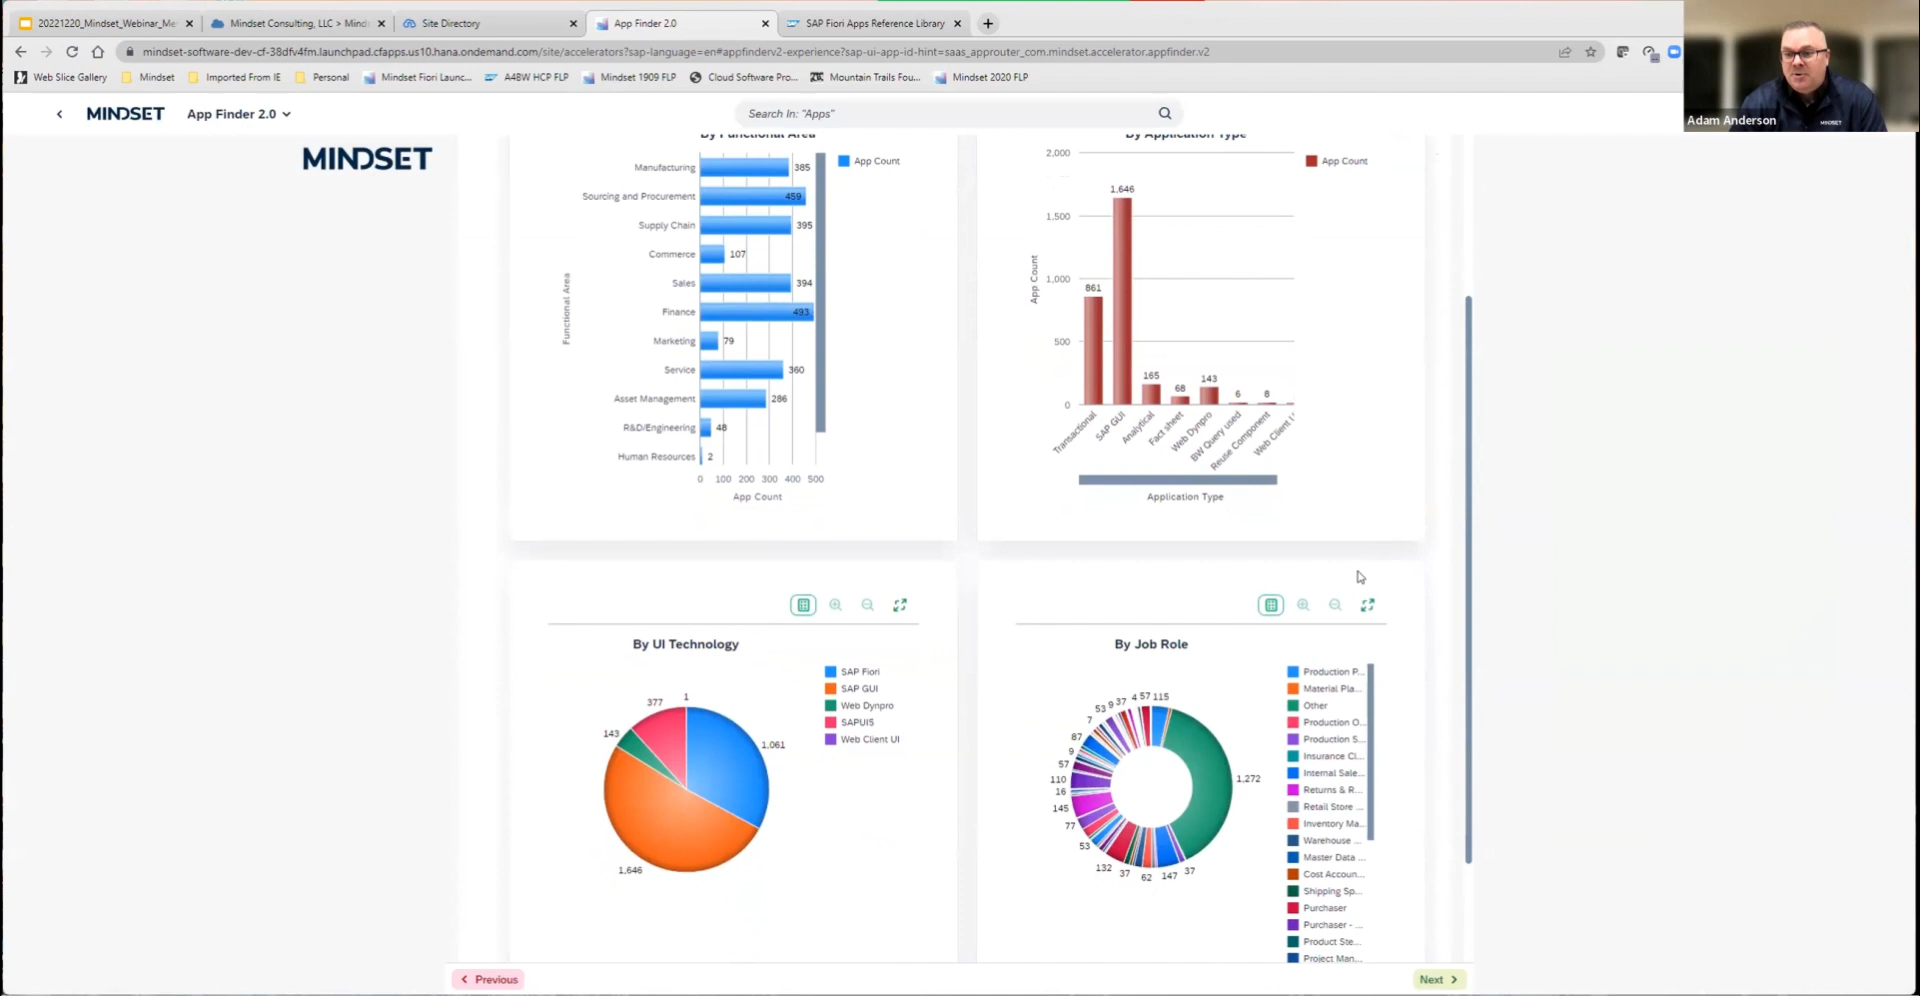 20221220_Mindset_Webinar_Me
Mindset Consulting, LLC > Mind
Site Directory
App Finder 2.0
SAP Fiori Apps Reference Library
mindset-software-dev-cf-38dfv4fm.launchpad.cfapps.us10.hana.ondemand.com/site/accelerators?sap-language=en#appfinderv2-experience?sap-ui-app-id-hint=saas_approuter_com.mindset.accelerator.appfinder.v2
Web Slice Gallery
Mindset
Imported From IE
Personal
Mindset Fiori Launc...
A4BW HCP FLP
Mindset 1909 FLP
Cloud Software Pro...
Mountain Trails Fou...
Mindset 2020 FLP
Adam Anderson
MINDSET
App Finder 2.0
Search In: "Apps"
MINDSET
By Functional Area
App Count
Functional Area
Manufacturing 385
Sourcing and Procurement 459
Supply Chain 395
Commerce 107
Sales 394
Finance 493
Marketing 79
Service 360
Asset Management 286
R&D/Engineering 48
Human Resources 2
0 100 200 300 400 500
App Count
By Application Type
App Count
App Count
2,000
1,500
1,000
500
0
861
1,646
165
68
143
6
8
Transactional
SAP GUI
Analytical
Fact sheet
Web Dynpro
BW Query used
Reuse Component
Web Client U
Application Type
By UI Technology
SAP Fiori
SAP GUI
Web Dynpro
SAPUI5
Web Client UI
1
377
143
1,061
1,646
By Job Role
Production P...
Material Pla...
Other
Production O...
Production S...
Insurance Cl...
Internal Sale...
Returns & R...
Retail Store ...
Inventory Ma...
Warehouse ...
Master Data ...
Cost Accoun...
Shipping Sp...
Purchaser
Purchaser - ...
Product Ste...
Project Man...
53 9 37 4 57 115
7
87
9
57
110
16
145
77
53
132 37 62 147 37
1,272
Previous
Next